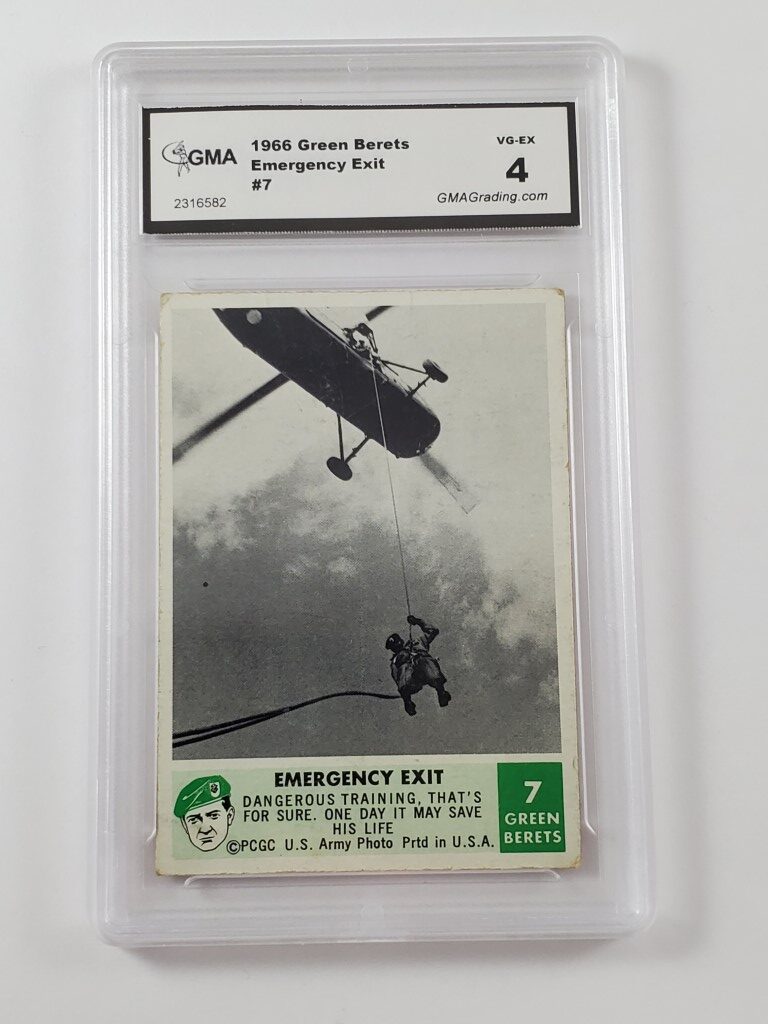 GMA
1966 Green Berets
Emergency Exit
#7
2316582
VG-EX
4
GMAGrading.com
EMERGENCY EXIT
DANGEROUS TRAINING, THAT'S
FOR SURE. ONE DAY IT MAY SAVE
HIS LIFE
©PCGC U.S. Army Photo Prtd in U.S.A.
7
GREEN
BERETS